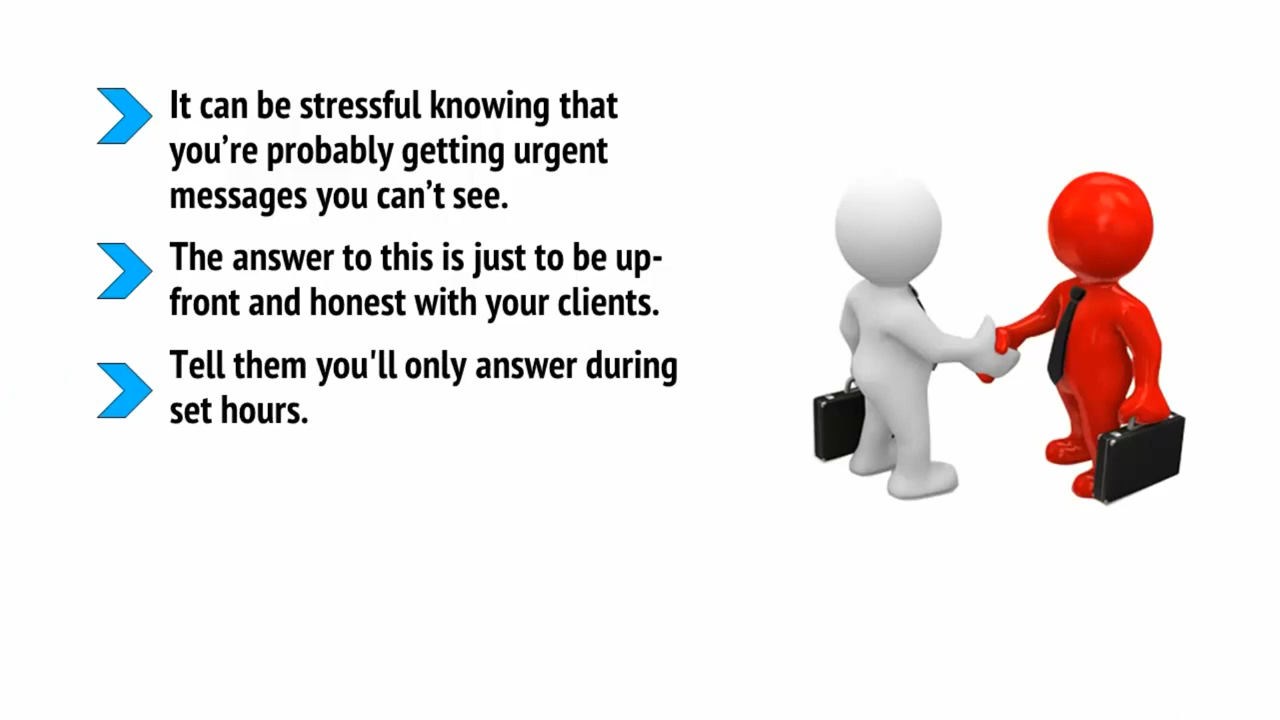 It can be stressful knowing that
you’re probably getting urgent
messages you can’t see.
The answer to this is just to be up-
front and honest with your clients.
Tell them you'll only answer during
set hours.